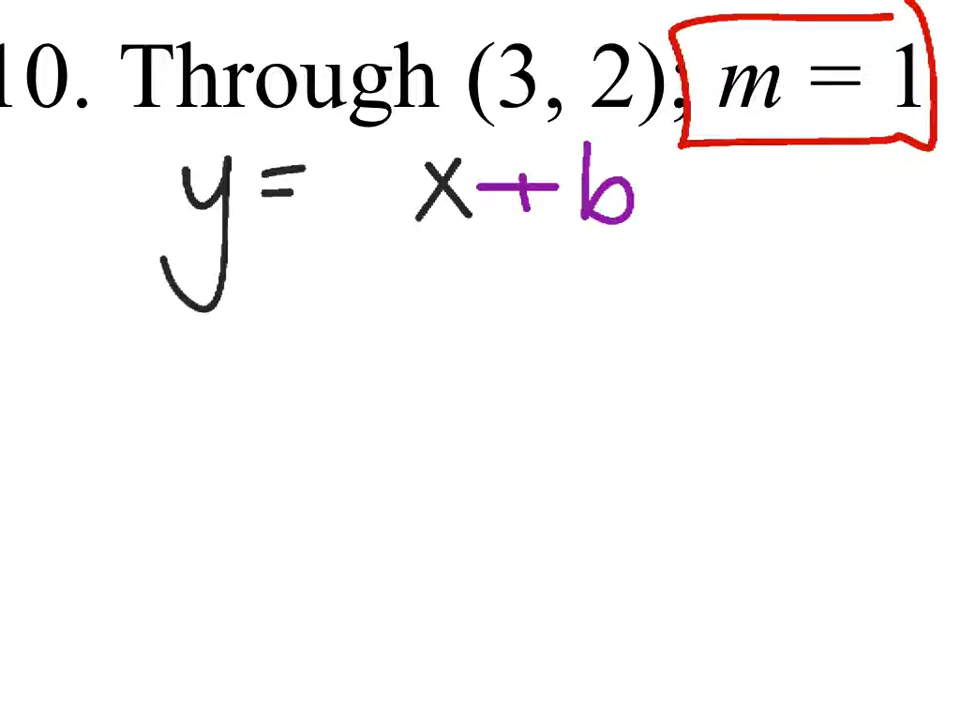 10. Through (3, 2); m = 1
y = x + b